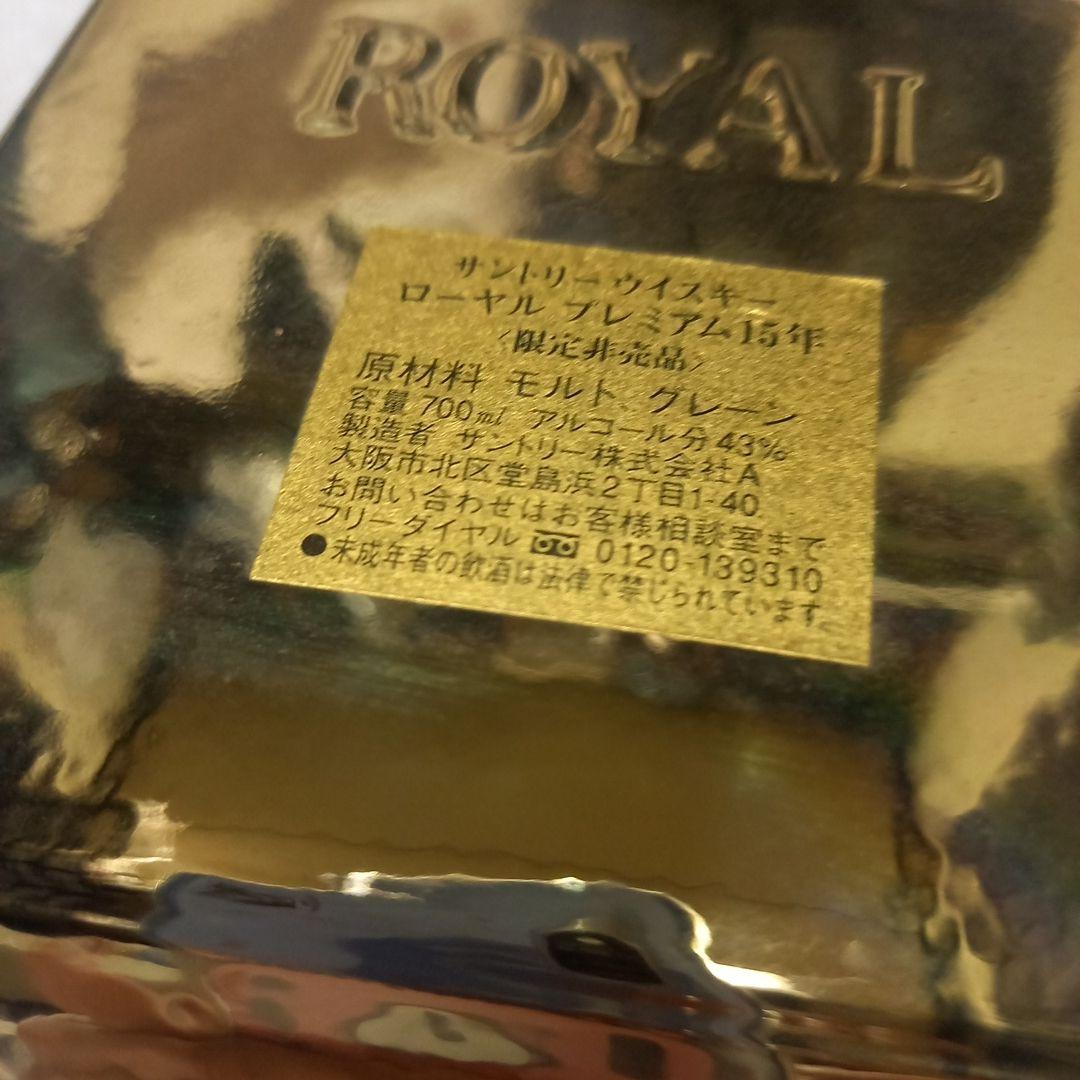 ROYAL
サントリー ウイスキー
ローヤル プレミアム15年
〈限定非売品〉
原材料 モルト、グレーン
容量 700ml アルコール分43%
製造者 サントリー株式会社A
大阪市北区堂島浜2丁目1-40
お問い合わせはお客様相談室まで
フリーダイヤル 0120-139310
●未成年者の飲酒は法律で禁じられています。